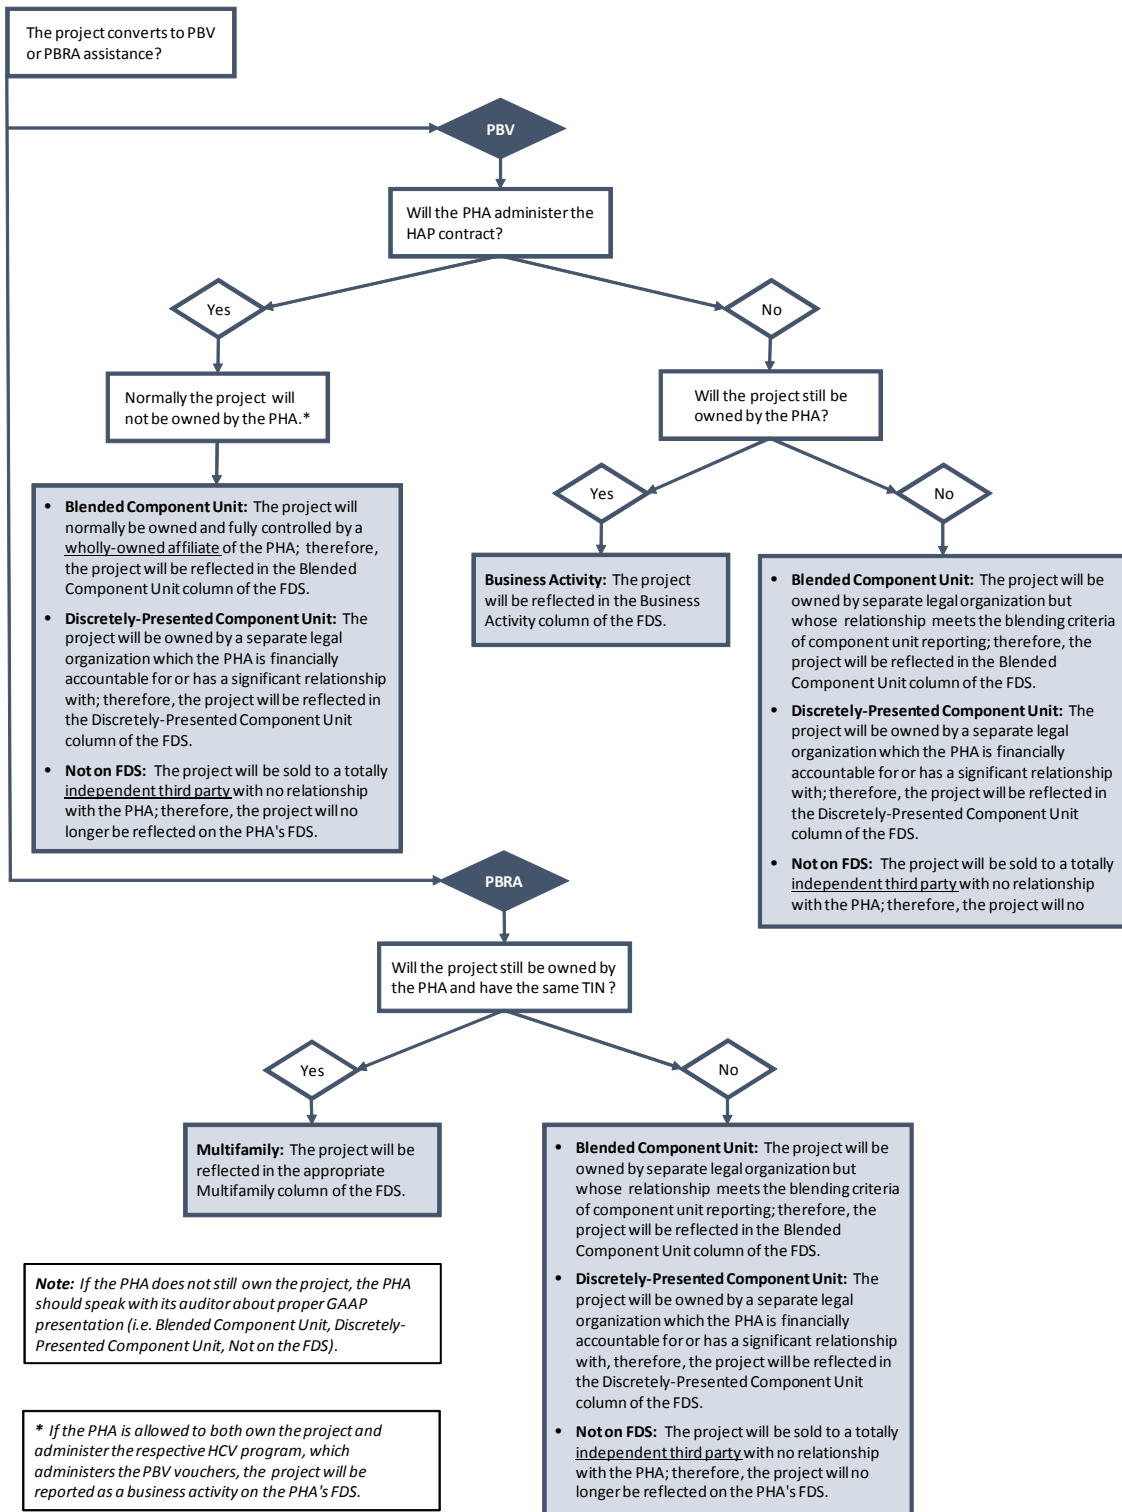 The project converts to PBV
or PBRA assistance?
PBV
Will the PHA administer the
HAP contract?
Yes
No
Normally the project will
not be owned by the PHA.*
Will the project still be
owned by the PHA?
Yes
No
• Blended Component Unit: The project will
normally be owned and fully controlled by a
wholly-owned affiliate of the PHA; therefore,
the project will be reflected in the Blended
Component Unit column of the FDS.
• Discretely-Presented Component Unit: The
project will be owned by a separate legal
organization which the PHA is financially
accountable for or has a significant relationship
with; therefore, the project will be reflected in
the Discretely-Presented Component Unit
column of the FDS.
• Not on FDS: The project will be sold to a totally
independent third party with no relationship
with the PHA; therefore, the project will no
longer be reflected on the PHA's FDS.
Business Activity: The project
will be reflected in the Business
Activity column of the FDS.
• Blended Component Unit: The project will be
owned by separate legal organization but
whose relationship meets the blending criteria
of component unit reporting; therefore, the
project will be reflected in the Blended
Component Unit column of the FDS.
• Discretely-Presented Component Unit: The
project will be owned by a separate legal
organization which the PHA is financially
accountable for or has a significant relationship
with; therefore, the project will be reflected in
the Discretely-Presented Component Unit
column of the FDS.
• Not on FDS: The project will be sold to a totally
independent third party with no relationship
with the PHA; therefore, the project will no
PBRA
Will the project still be owned by
the PHA and have the same TIN ?
Yes
No
Multifamily: The project will be
reflected in the appropriate
Multifamily column of the FDS.
• Blended Component Unit: The project will be
owned by separate legal organization but
whose relationship meets the blending criteria
of component unit reporting; therefore, the
project will be reflected in the Blended
Component Unit column of the FDS.
• Discretely-Presented Component Unit: The
project will be owned by a separate legal
organization which the PHA is financially
accountable for or has a significant relationship
with, therefore, the project will be reflected in
the Discretely-Presented Component Unit
column of the FDS.
• Not on FDS: The project will be sold to a totally
independent third party with no relationship
with the PHA; therefore, the project will no
longer be reflected on the PHA's FDS.
Note: If the PHA does not still own the project, the PHA
should speak with its auditor about proper GAAP
presentation (i.e. Blended Component Unit, Discretely-
Presented Component Unit, Not on the FDS).
* If the PHA is allowed to both own the project and
administer the respective HCV program, which
administers the PBV vouchers, the project will be
reported as a business activity on the PHA's FDS.